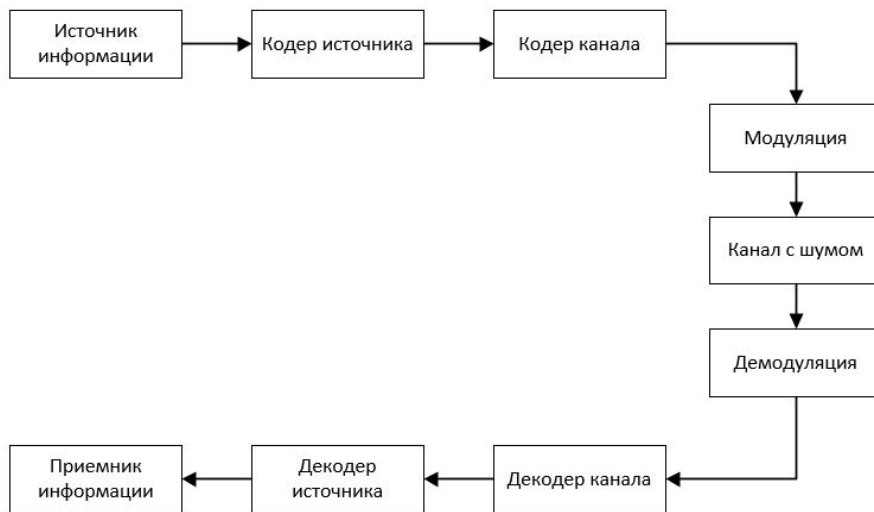 Источник
информации
Кодер источника
Кодер канала
Модуляция
Канал с шумом
Демодуляция
Декодер канала
Декодер
источника
Приемник
информации